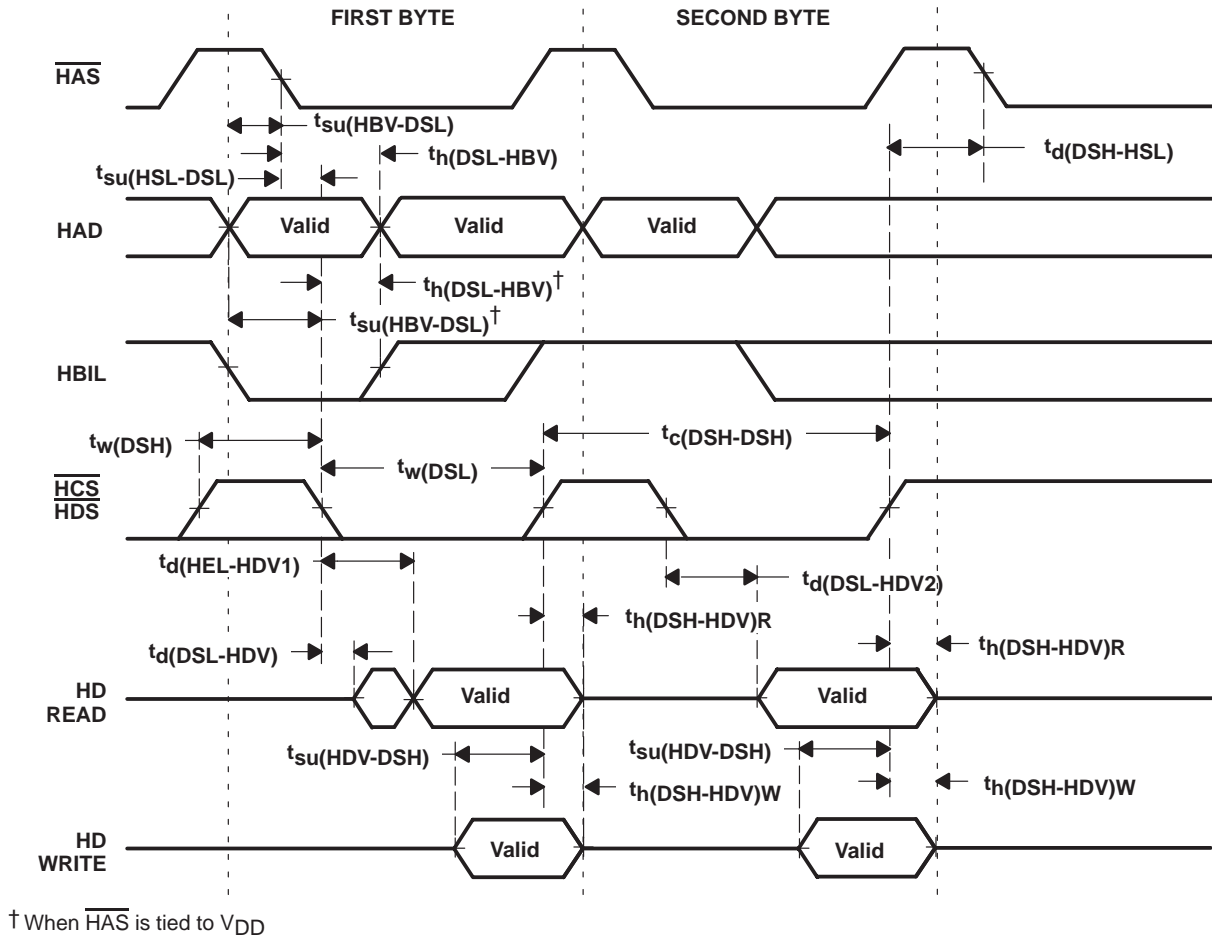 FIRST BYTE
SECOND BYTE
HAS
tsu(HBV-DSL)
th(DSL-HBV)
td(DSH-HSL)
tsu(HSL-DSL)
HAD
Valid
Valid
Valid
th(DSL-HBV)†
tsu(HBV-DSL)†
HBIL
tw(DSH)
tc(DSH-DSH)
tw(DSL)
HCS
HDS
td(HEL-HDV1)
td(DSL-HDV2)
th(DSH-HDV)R
th(DSH-HDV)R
td(DSL-HDV)
HD
READ
Valid
Valid
tsu(HDV-DSH)
tsu(HDV-DSH)
th(DSH-HDV)W
th(DSH-HDV)W
HD
WRITE
Valid
Valid
† When HAS is tied to VDD